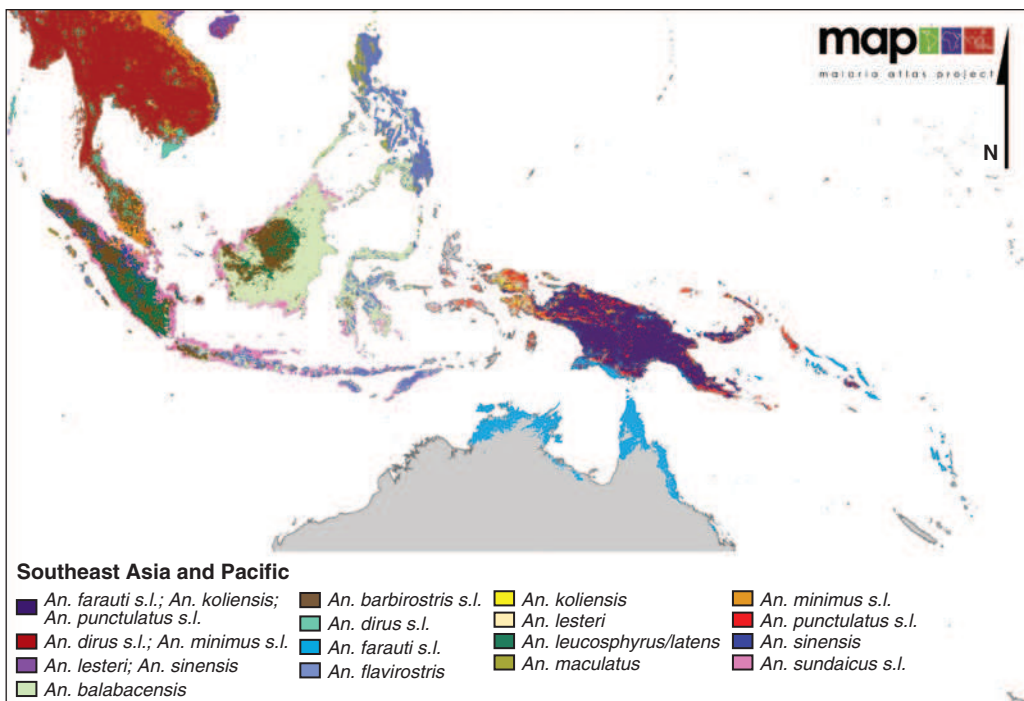 map
malaria atlas project
N
Southeast Asia and Pacific
An. farauti s.l.; An. koliensis;
An. punctulatus s.l.
An. dirus s.l.; An. minimus s.l.
An. lesteri; An. sinensis
An. balabacensis
An. barbirostris s.l.
An. dirus s.l.
An. farauti s.l.
An. flavirostris
An. koliensis
An. lesteri
An. leucosphyrus/latens
An. maculatus
An. minimus s.l.
An. punctulatus s.l.
An. sinensis
An. sundaicus s.l.